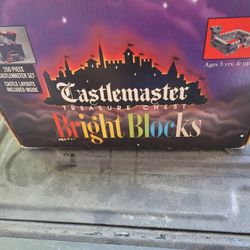 250 PIECE
CASTLEMASTER SET
CASTLE LAYOUTS
INCLUDED INSIDE
Ages 5 yrs. & up
Castlemaster
TREASURE CHEST
Bright Blocks